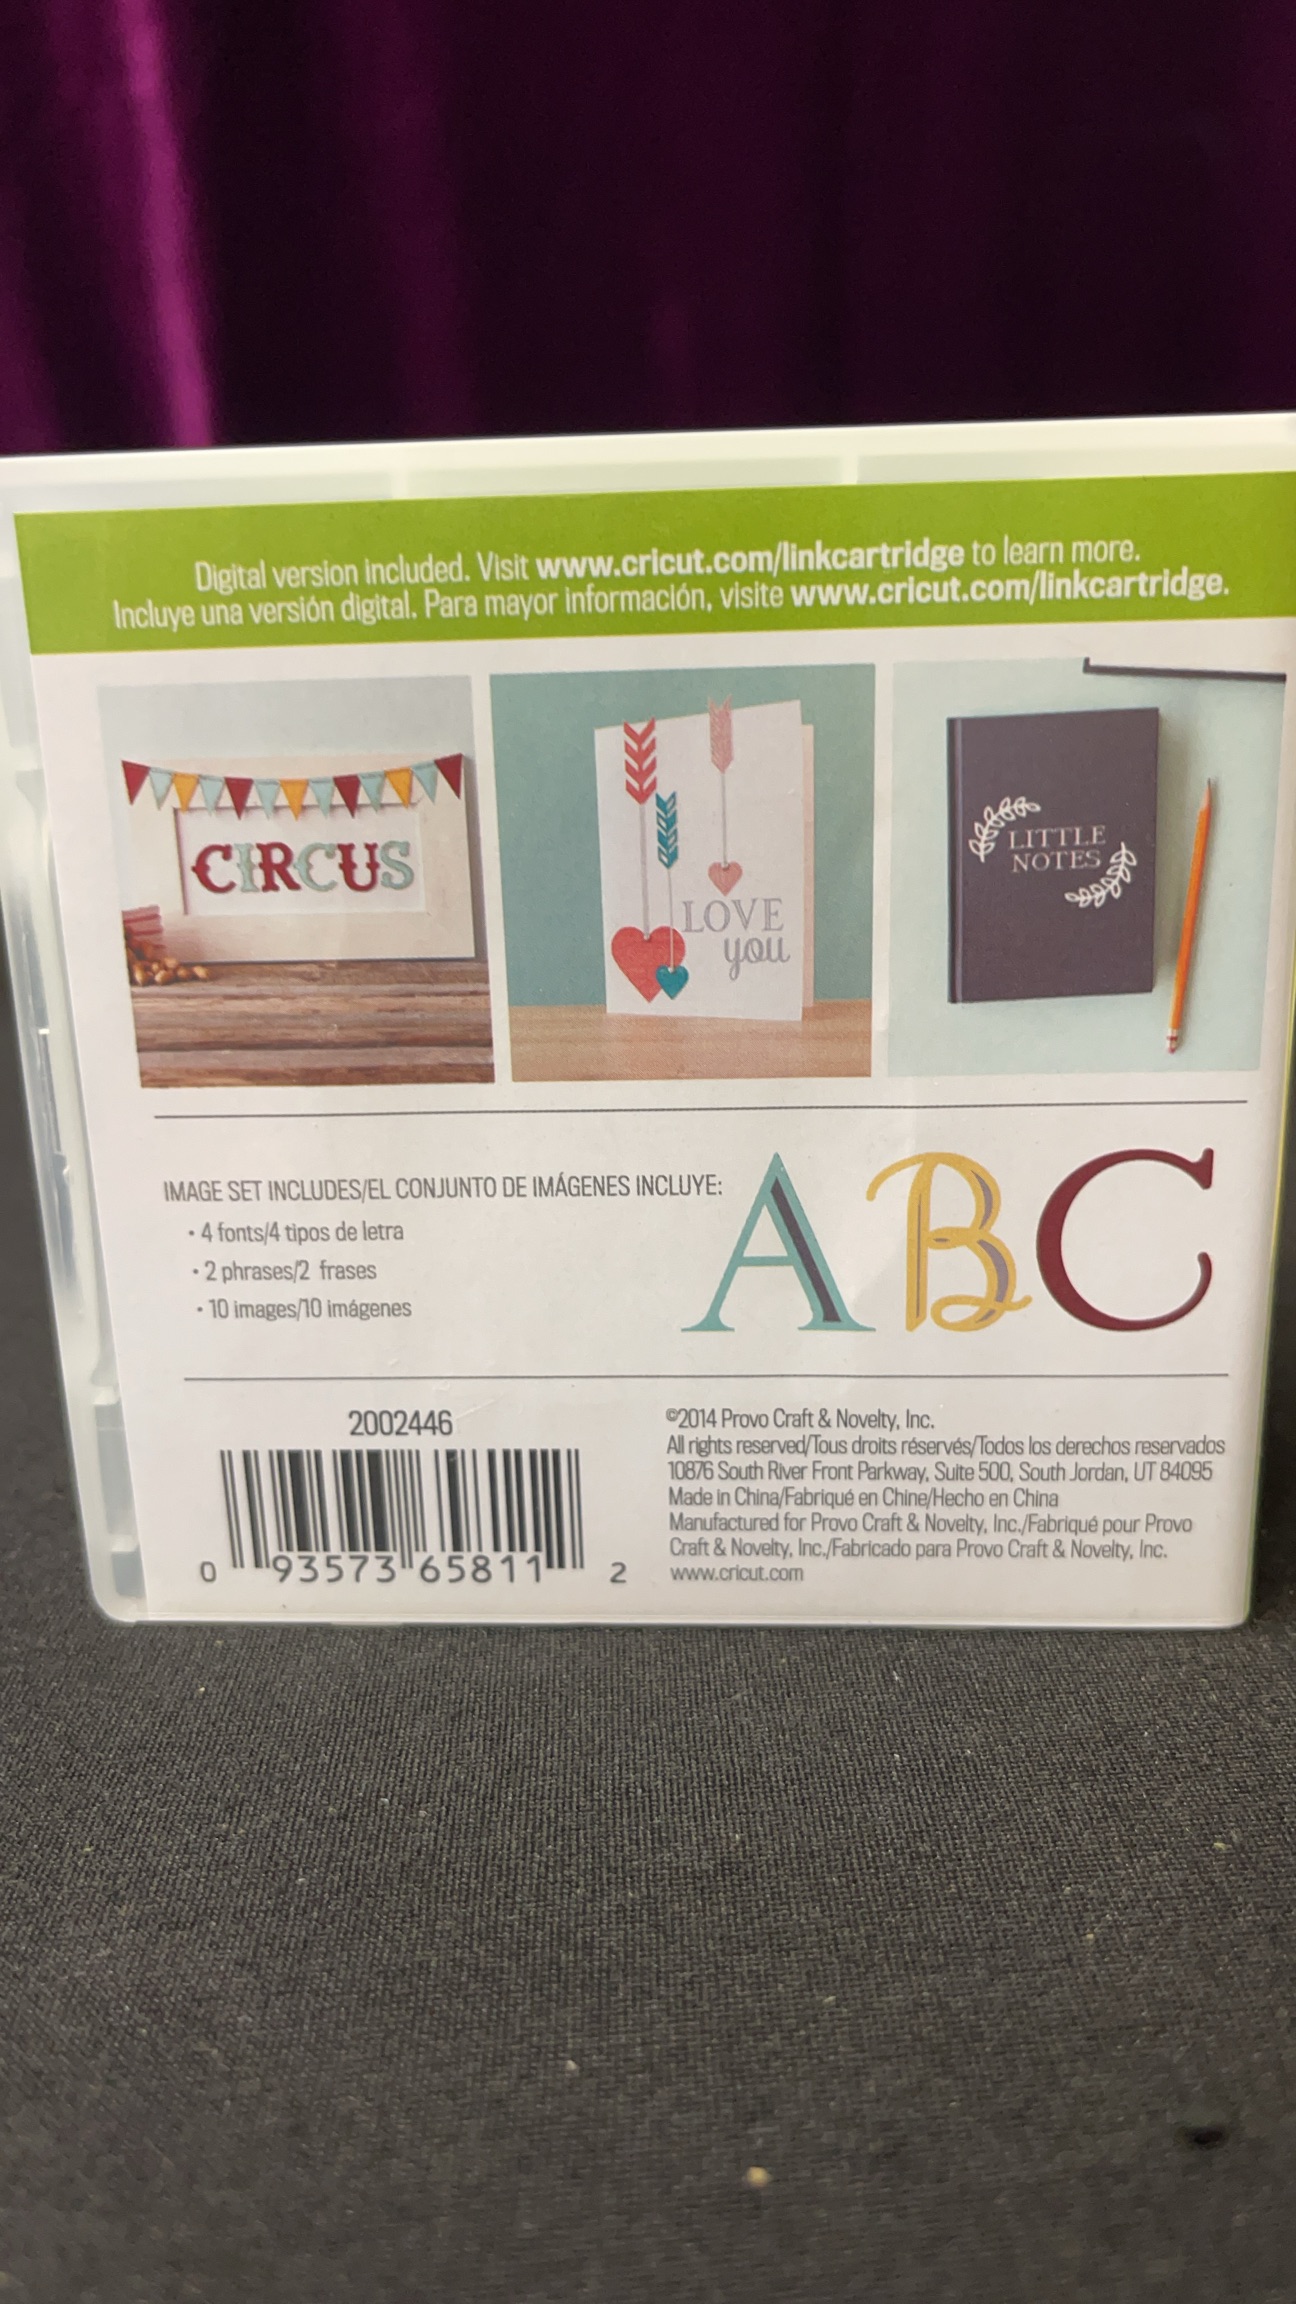 Digital version included. Visit www.cricut.com/linkcartridge to learn more.
Incluye una versión digital. Para mayor información, visite www.cricut.com/linkcartridge.
CIRCUS
LOVE
you
LITTLE
NOTES
IMAGE SET INCLUDES/EL CONJUNTO DE IMÁGENES INCLUYE:
• 4 fonts/4 tipos de letra
• 2 phrases/2 frases
• 10 images/10 imágenes
ABC
2002446
0 93573 65811 2
©2014 Provo Craft & Novelty, Inc.
All rights reserved/Tous droits réservés/Todos los derechos reservados
10876 South River Front Parkway, Suite 500, South Jordan, UT 84095
Made in China/Fabriqué en Chine/Hecho en China
Manufactured for Provo Craft & Novelty, Inc./Fabriqué pour Provo
Craft & Novelty, Inc./Fabricado para Provo Craft & Novelty, Inc.
www.cricut.com